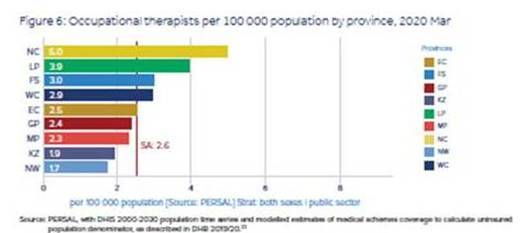 Figure 6: Occupational therapists per 100 000 population by province, 2020 Mar
NC 5.0
LP 3.9
FS 3.0
WC 2.9
EC 2.5
GP 2.4
MP 2.3
KZ 1.9
NW 1.7
SA: 2.6
0 2 4 6 8
per 100 000 population [Source: PERSAL] Strat: both sexes | public sector
Provinces
EC
FS
GP
KZ
LP
MP
NC
NW
WC
Source: PERSAL, with DHIS 2000-2030 population time series and modelled estimates of medical schemes coverage to calculate uninsured
population denominator, as described in DHB 2019/20.